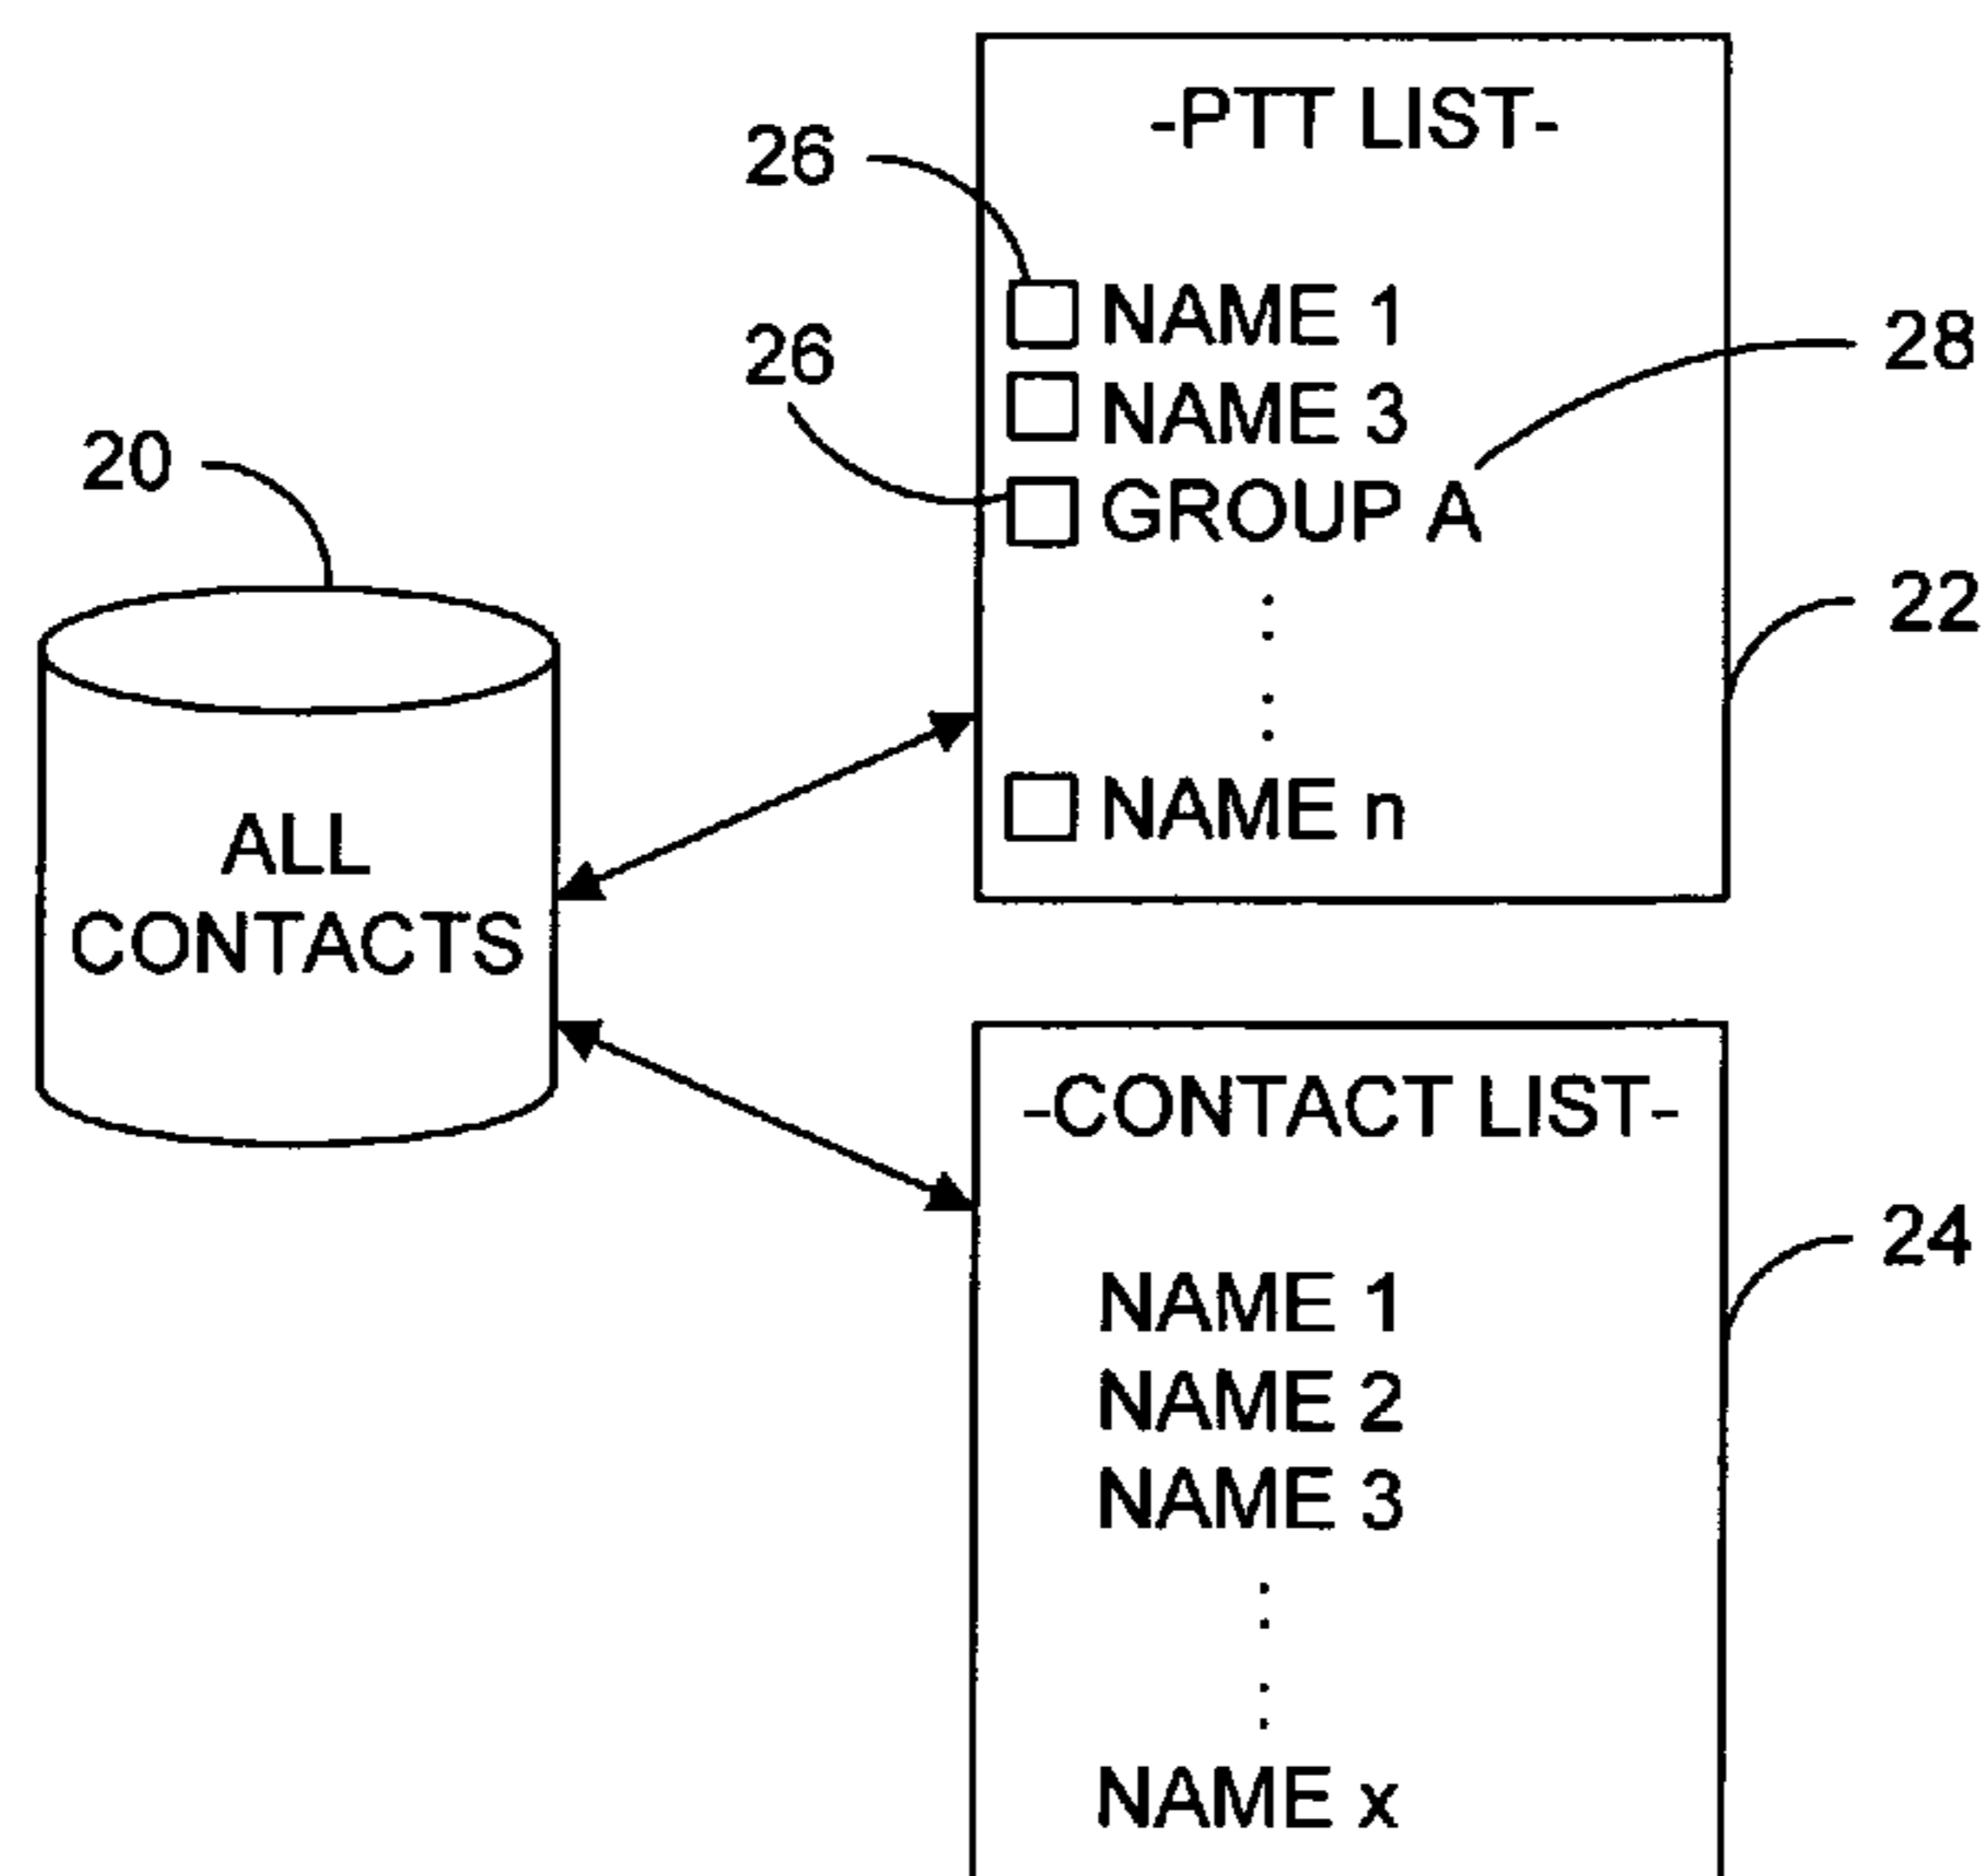 -PTT LIST-
26
NAME 1
28
26
NAME 3
20
GROUP A
22
NAME n
ALL
CONTACTS
-CONTACT LIST-
24
NAME 1
NAME 2
NAME 3
NAME x